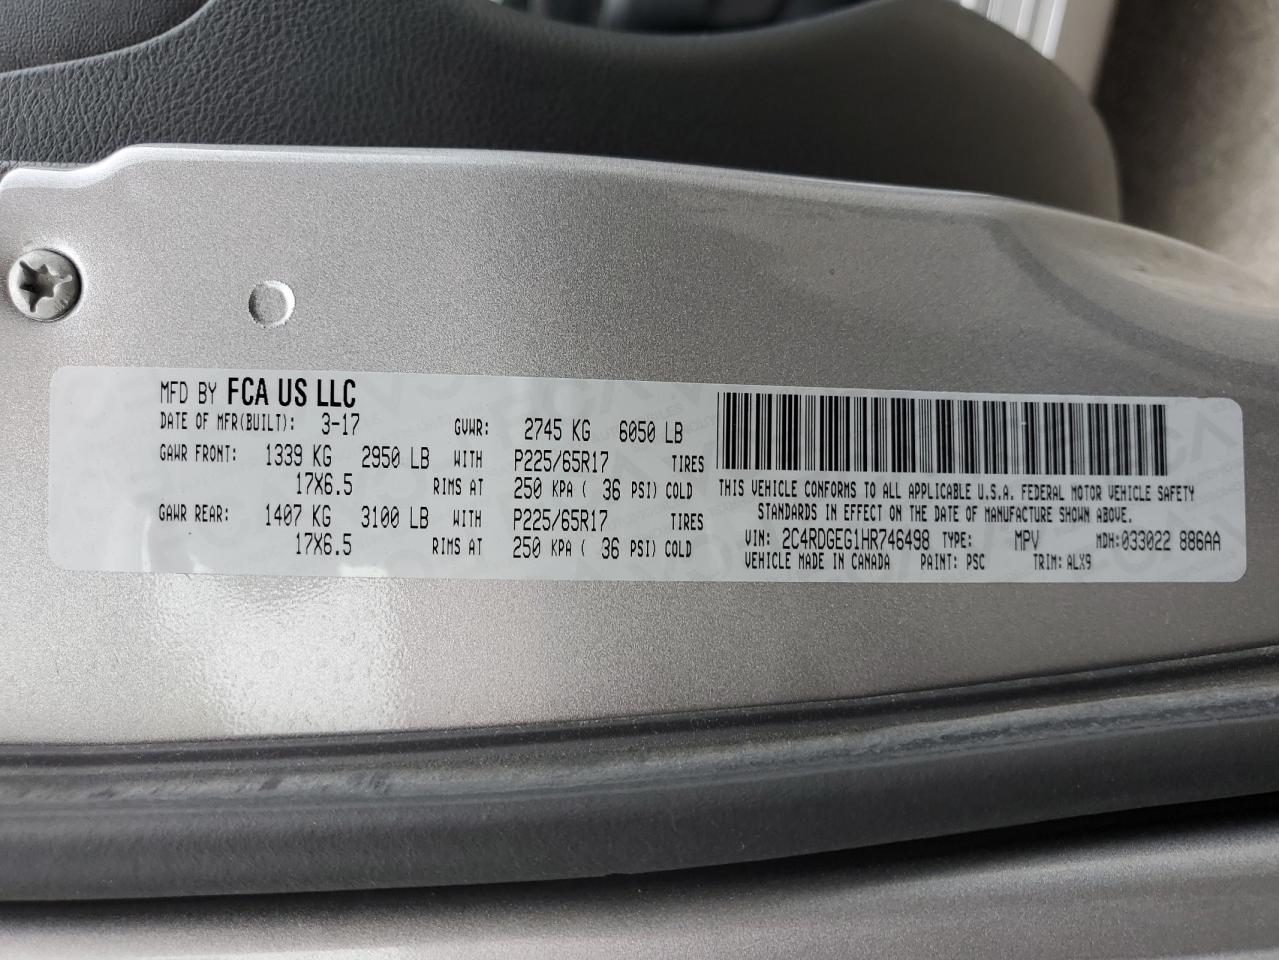 MFD BY FCA US LLC
DATE OF MFR(BUILT): 3-17 GVWR: 2745 KG 6050 LB
GAWR FRONT: 1339 KG 2950 LB WITH P225/65R17 TIRES
17X6.5 RIMS AT 250 KPA ( 36 PSI) COLD
GAWR REAR: 1407 KG 3100 LB WITH P225/65R17 TIRES
17X6.5 RIMS AT 250 KPA ( 36 PSI) COLD
THIS VEHICLE CONFORMS TO ALL APPLICABLE U.S.A. FEDERAL MOTOR VEHICLE SAFETY
STANDARDS IN EFFECT ON THE DATE OF MANUFACTURE SHOWN ABOVE.
VIN: 2C4RDGEG1HR746498 TYPE: MPV MDH:033022 886AA
VEHICLE MADE IN CANADA PAINT: PSC TRIM: ALX9